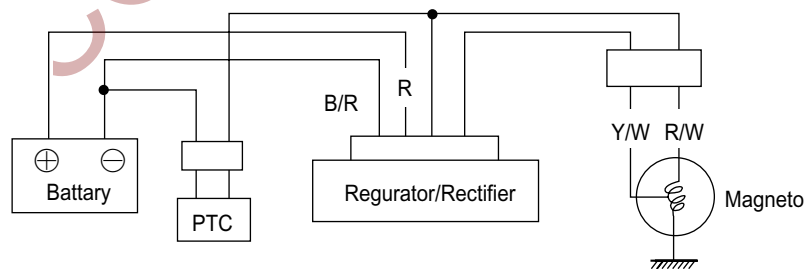 B/R
R
Y/W R/W
⊕ ⊖
Battary
PTC
Regurator/Rectifier
Magneto